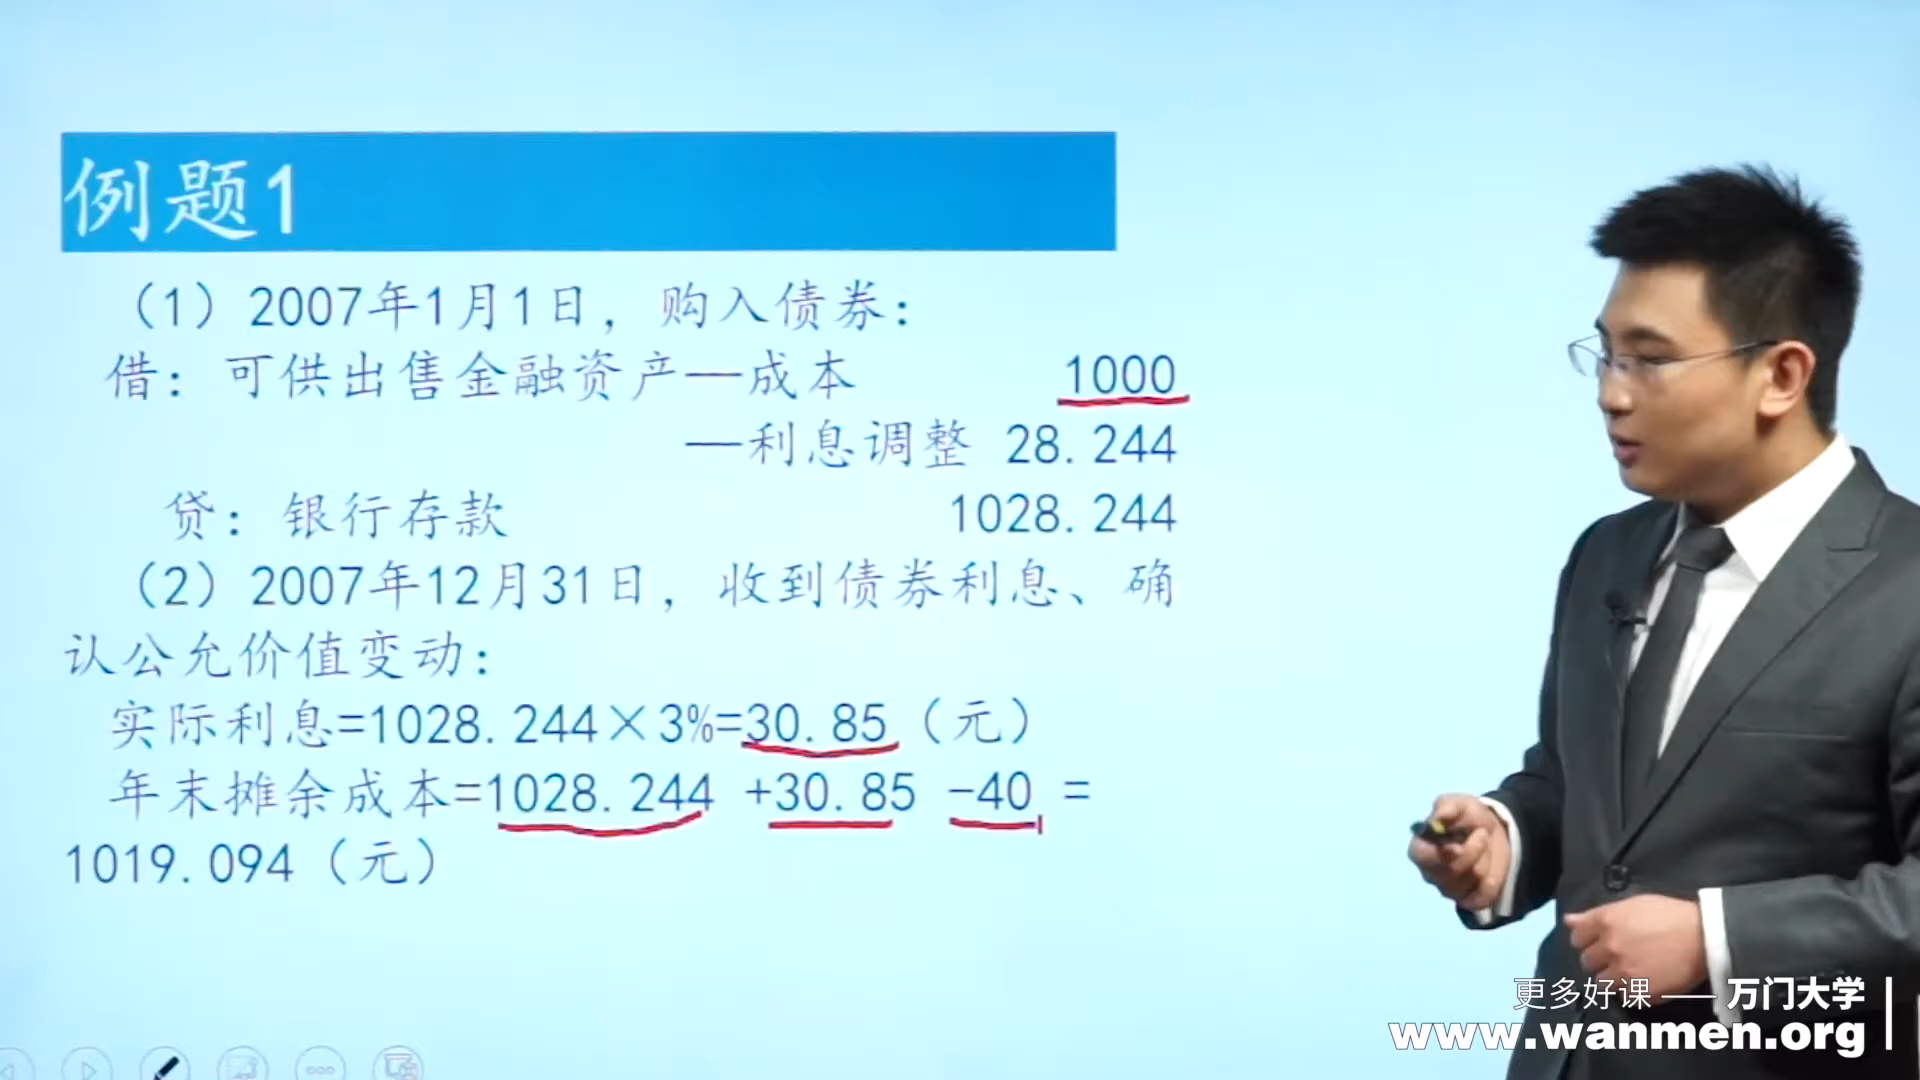 例题1
（1）2007年1月1日，购入债券：
借：可供出售金融资产—成本 1000
—利息调整 28.244
贷：银行存款 1028.244
（2）2007年12月31日，收到债券利息、确
认公允价值变动：
实际利息=1028.244×3%=30.85（元）
年末摊余成本=1028.244 +30.85 -40 =
1019.094（元）
更多好课 —— 万门大学
www.wanmen.org